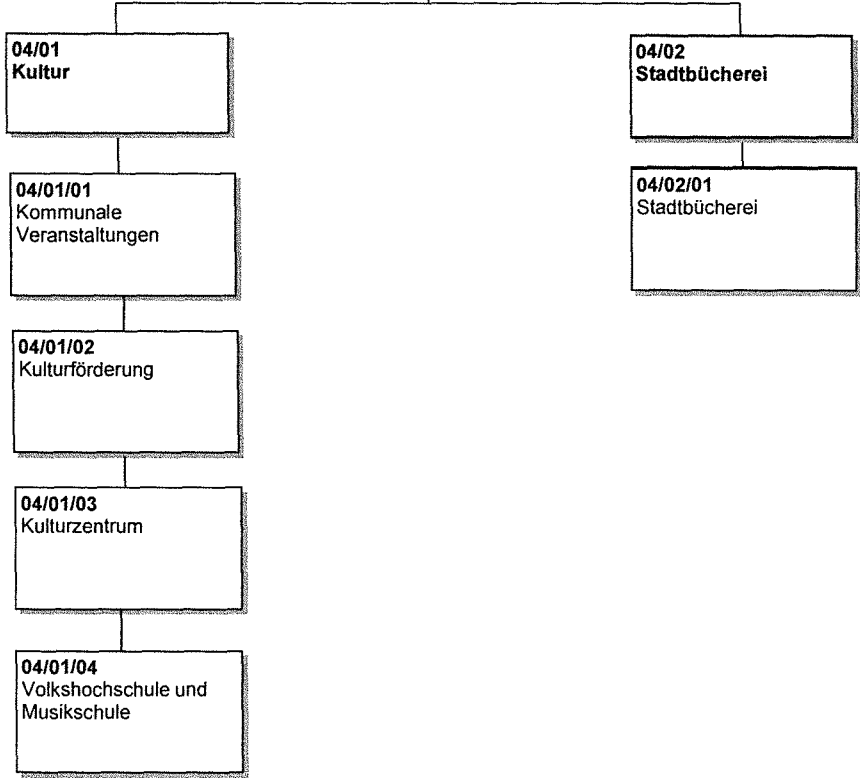 04/01
Kultur
04/01/01
Kommunale
Veranstaltungen
04/01/02
Kulturförderung
04/01/03
Kulturzentrum
04/01/04
Volkshochschule und
Musikschule
04/02
Stadtbücherei
04/02/01
Stadtbücherei